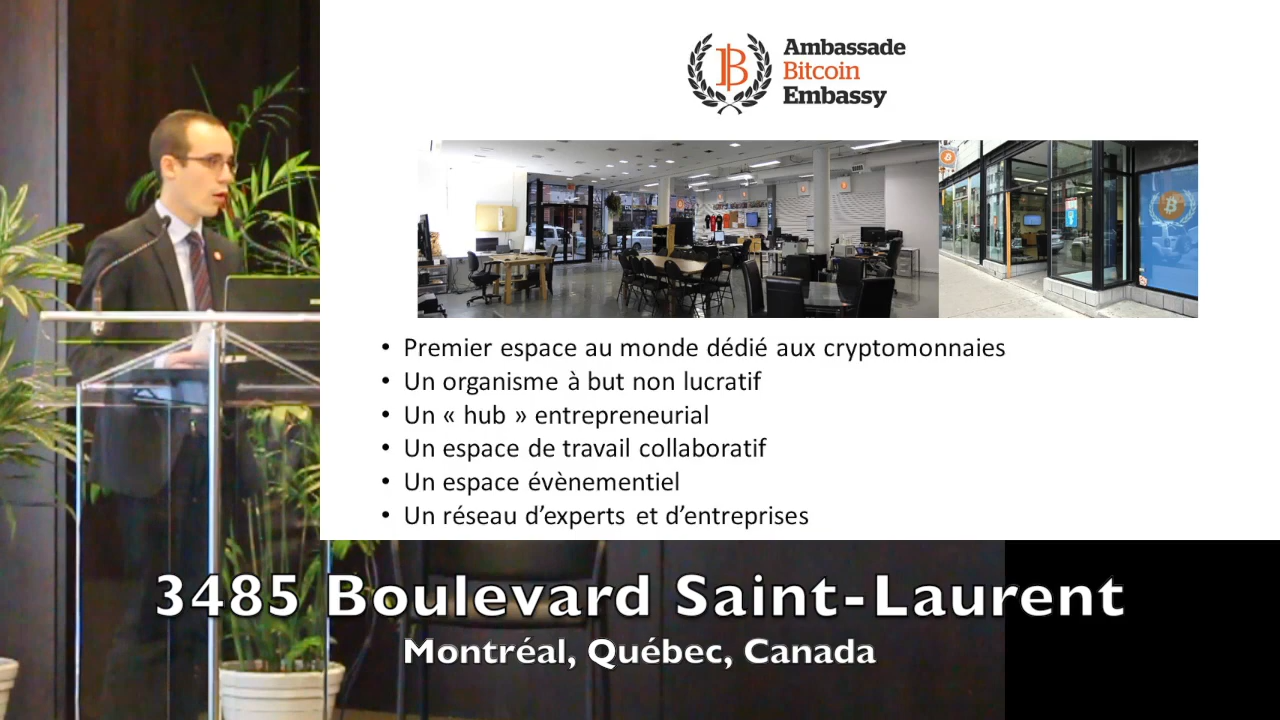 Ambassade
Bitcoin
Embassy
• Premier espace au monde dédié aux cryptomonnaies
• Un organisme à but non lucratif
• Un « hub » entrepreneurial
• Un espace de travail collaboratif
• Un espace évènementiel
• Un réseau d’experts et d’entreprises
3485 Boulevard Saint-Laurent
Montréal, Québec, Canada